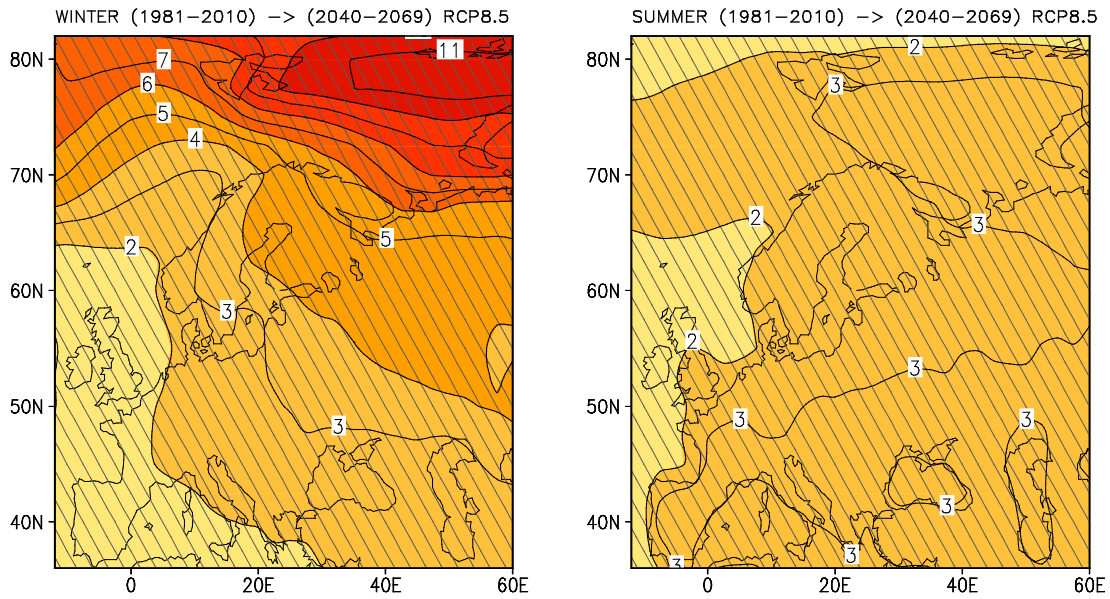 WINTER (1981−2010) −> (2040−2069) RCP8.5
SUMMER (1981−2010) −> (2040−2069) RCP8.5
80N
70N
60N
50N
40N
0
20E
40E
60E
11
7
6
5
4
5
2
3
3
80N
70N
60N
50N
40N
0
20E
40E
60E
2
3
2
3
2
3
3
3
3
3
3